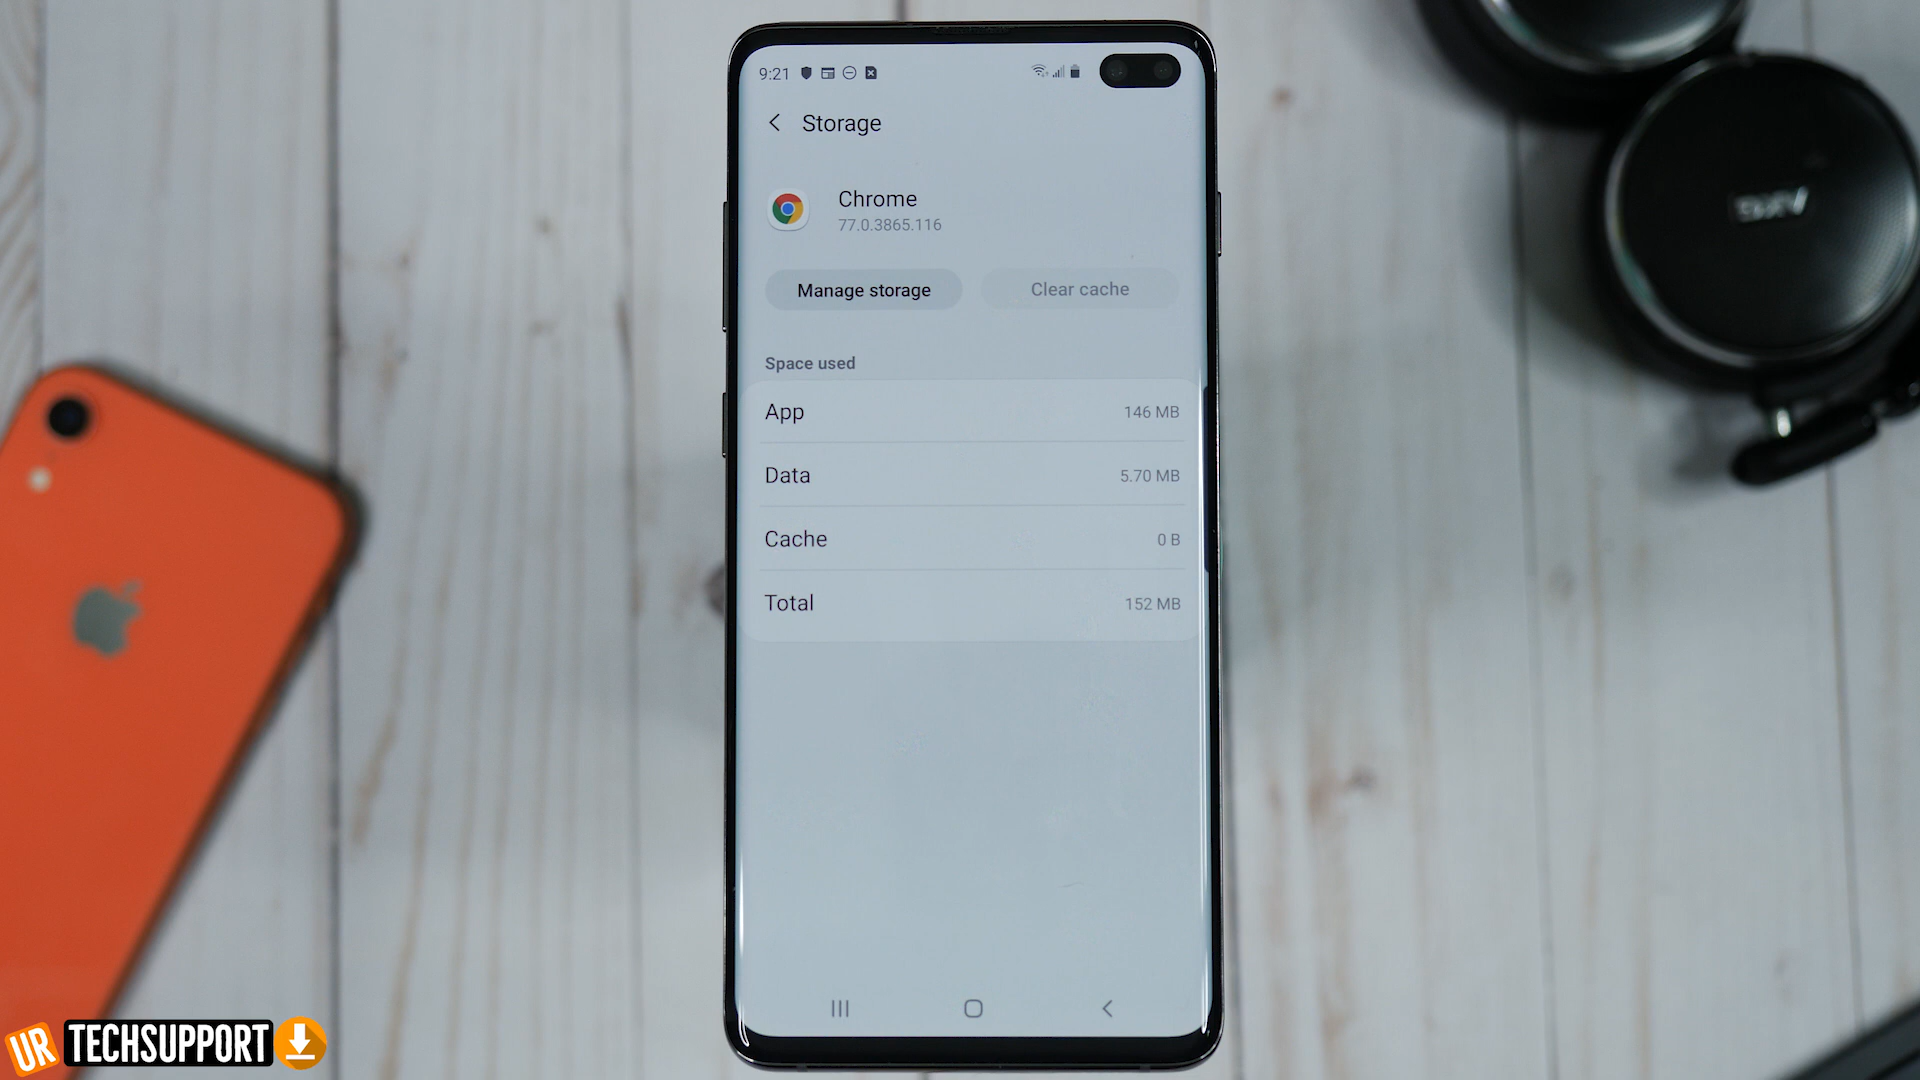 9:21
Storage
Chrome
77.0.3865.116
Manage storage
Clear cache
Space used
App
146 MB
Data
5.70 MB
Cache
0 B
Total
152 MB
UR TECHSUPPORT